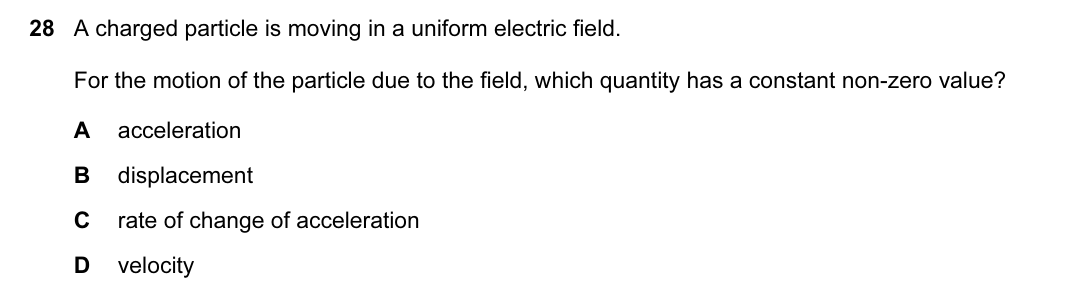 28 A charged particle is moving in a uniform electric field.
For the motion of the particle due to the field, which quantity has a constant non-zero value?
A acceleration
B displacement
C rate of change of acceleration
D velocity